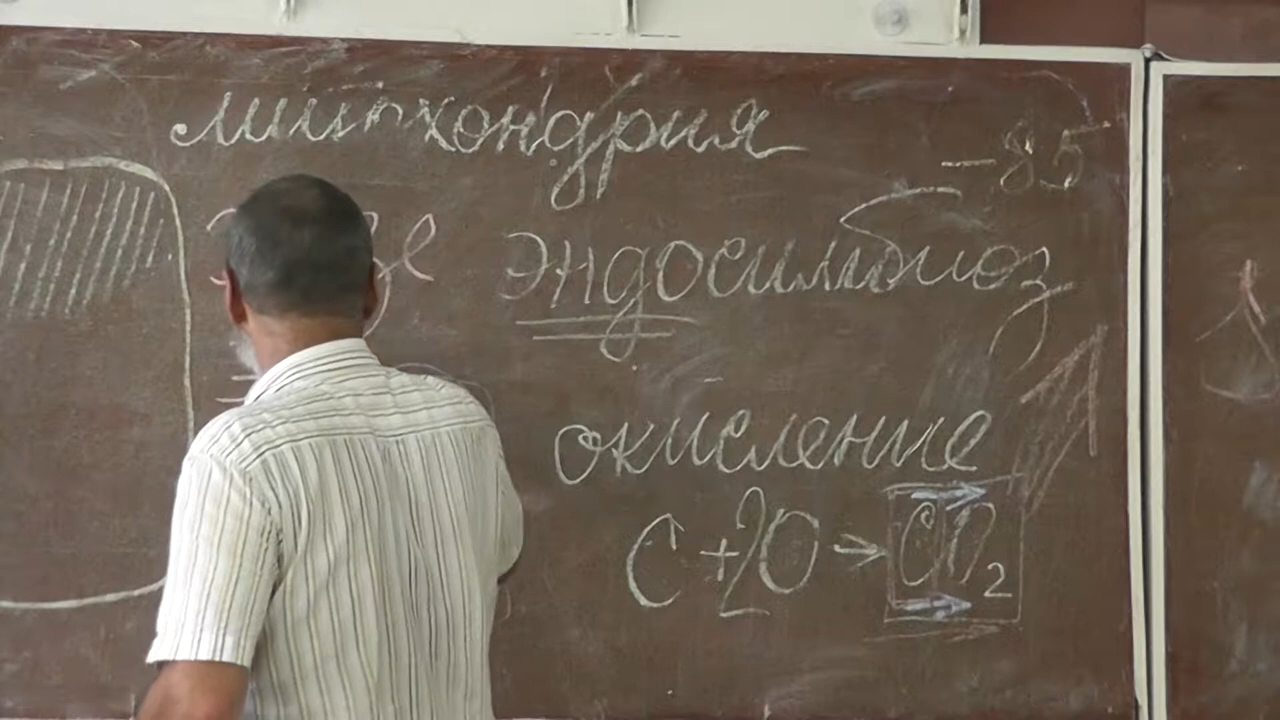 митохондрия
-85
эндосимбиоз
окисление
C + 2O → CO₂